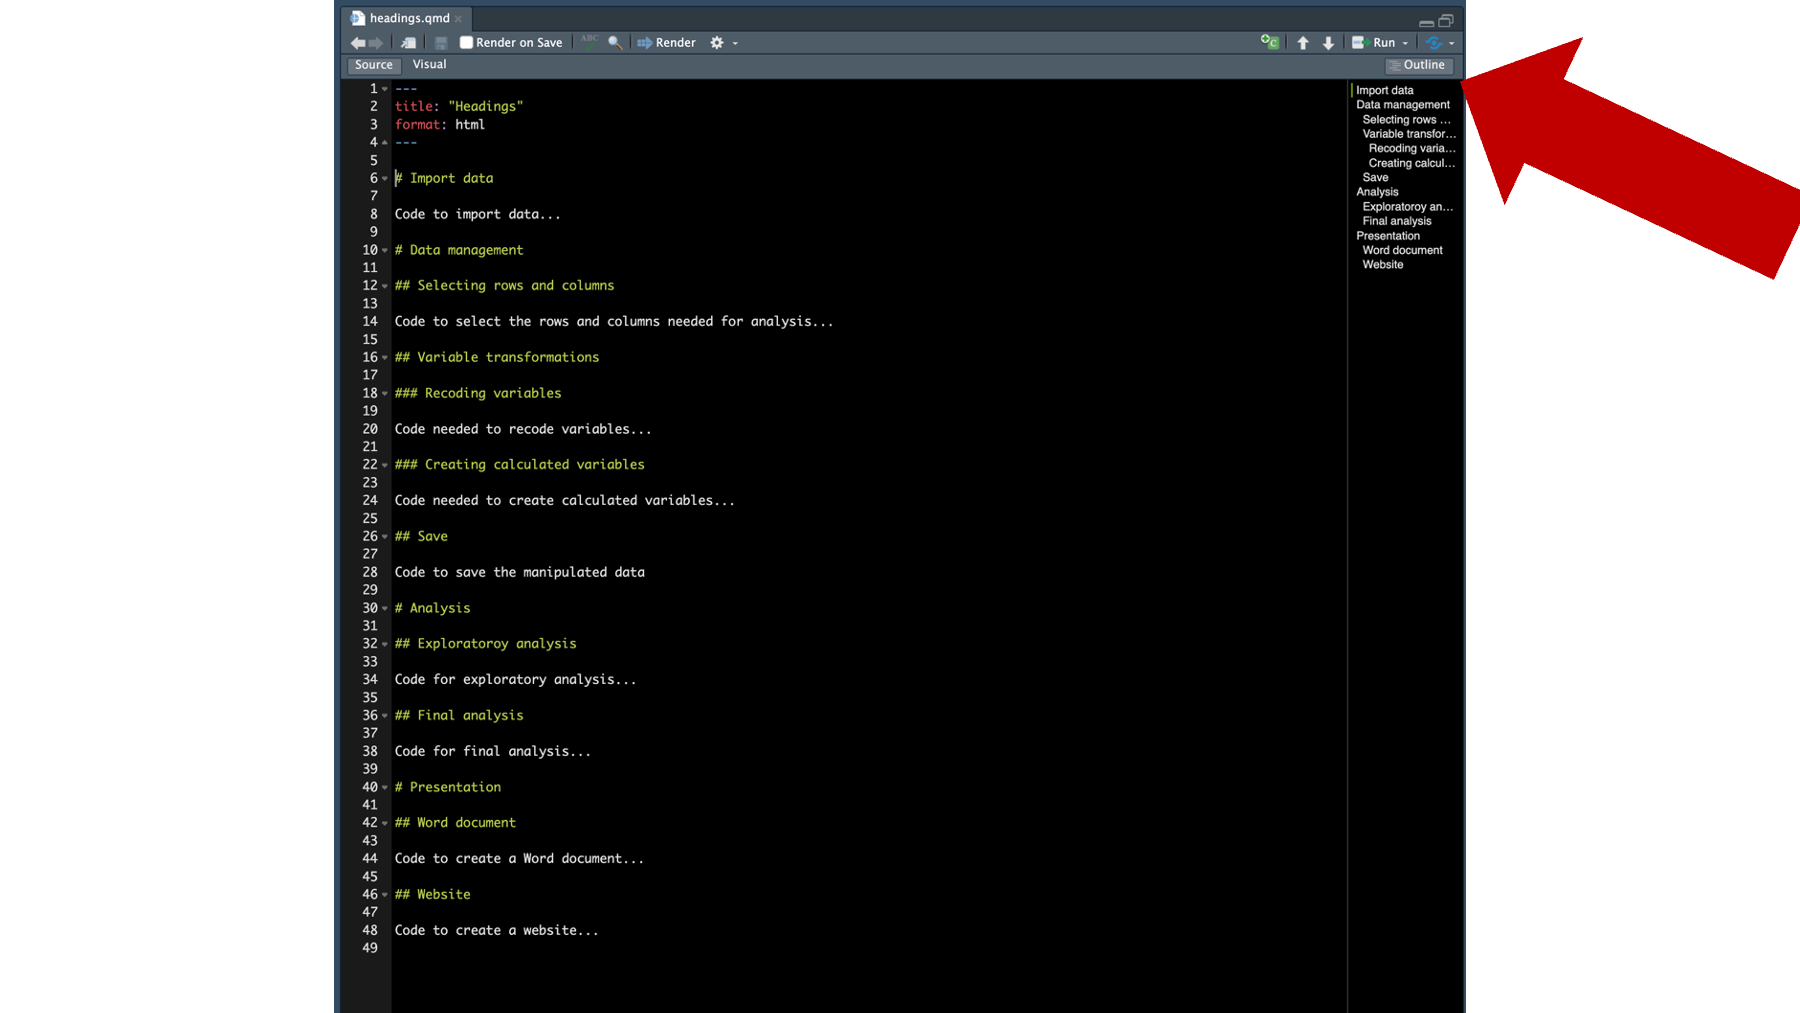 headings.qmd
Render on Save
ABC
Render
Run
Source
Visual
Outline
1 ---
2 title: "Headings"
3 format: html
4 ---
5
6 # Import data
7
8 Code to import data...
9
10 # Data management
11
12 ## Selecting rows and columns
13
14 Code to select the rows and columns needed for analysis...
15
16 ## Variable transformations
17
18 ### Recoding variables
19
20 Code needed to recode variables...
21
22 ### Creating calculated variables
23
24 Code needed to create calculated variables...
25
26 ## Save
27
28 Code to save the manipulated data
29
30 # Analysis
31
32 ## Exploratoroy analysis
33
34 Code for exploratory analysis...
35
36 ## Final analysis
37
38 Code for final analysis...
39
40 # Presentation
41
42 ## Word document
43
44 Code to create a Word document...
45
46 ## Website
47
48 Code to create a website...
49
Import data
Data management
Selecting rows ...
Variable transfor...
Recoding varia...
Creating calcul...
Save
Analysis
Exploratoroy an...
Final analysis
Presentation
Word document
Website